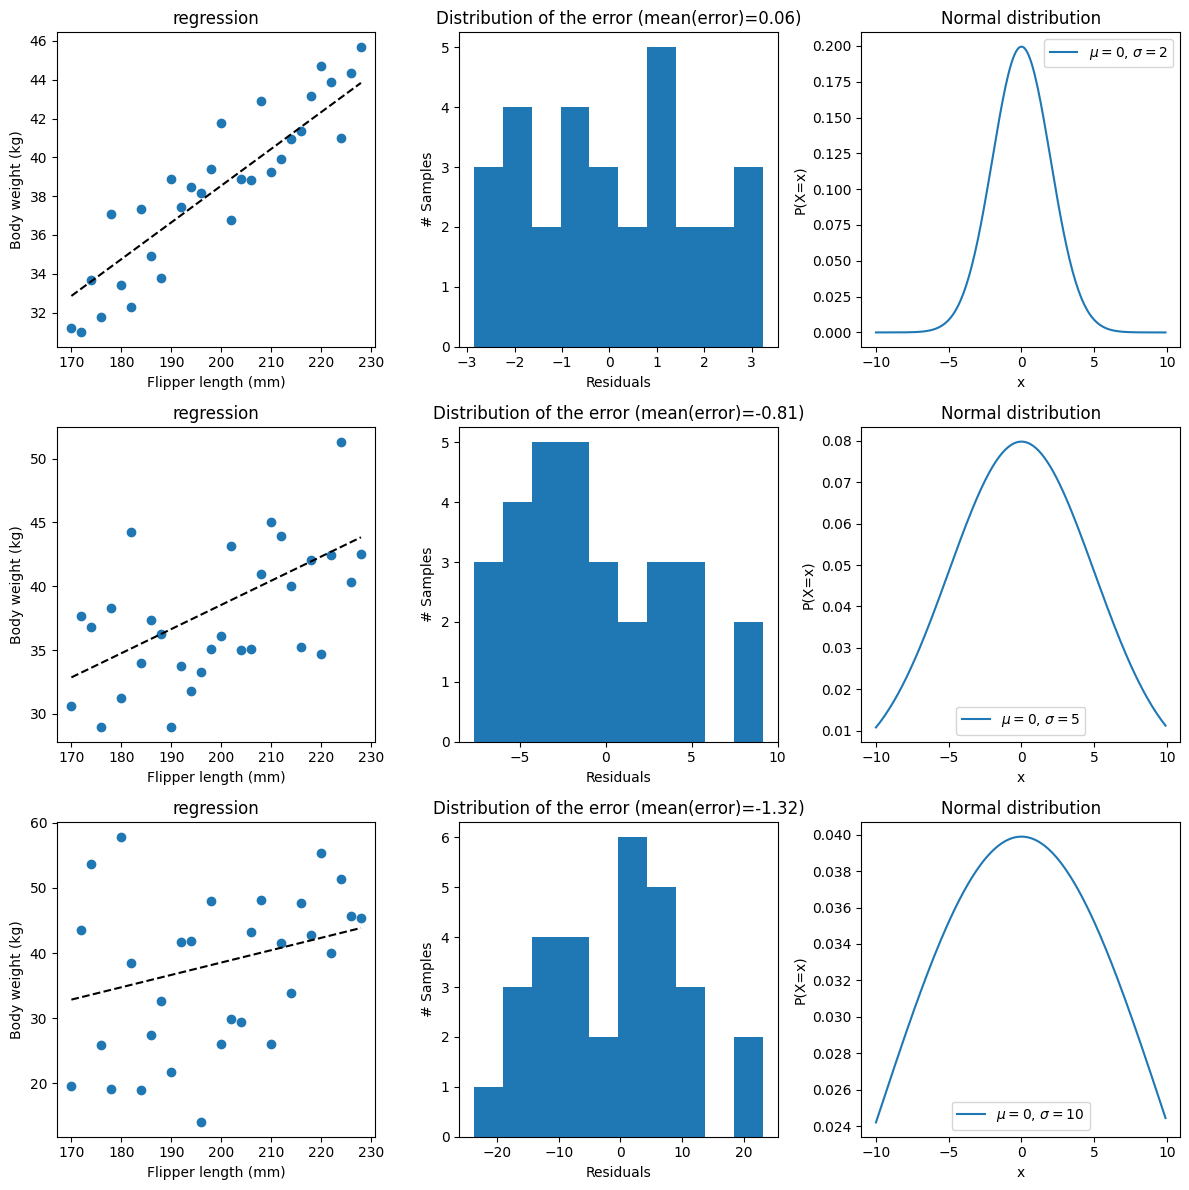 regression
46
44
42
40
38
36
34
32
170 180 190 200 210 220 230
Body weight (kg)
Flipper length (mm)
Distribution of the error (mean(error)=0.06)
5
4
3
2
1
0
−3 −2 −1 0 1 2 3
# Samples
Residuals
Normal distribution
μ = 0, σ = 2
0.200
0.175
0.150
0.125
0.100
0.075
0.050
0.025
0.000
−10 −5 0 5 10
P(X=x)
x
regression
50
45
40
35
30
170 180 190 200 210 220 230
Body weight (kg)
Flipper length (mm)
Distribution of the error (mean(error)=-0.81)
5
4
3
2
1
0
−5 0 5 10
# Samples
Residuals
Normal distribution
0.08
0.07
0.06
0.05
0.04
0.03
0.02
0.01
μ = 0, σ = 5
−10 −5 0 5 10
P(X=x)
x
regression
60
50
40
30
20
170 180 190 200 210 220 230
Body weight (kg)
Flipper length (mm)
Distribution of the error (mean(error)=-1.32)
6
5
4
3
2
1
0
−20 −10 0 10 20
# Samples
Residuals
Normal distribution
0.040
0.038
0.036
0.034
0.032
0.030
0.028
0.026
0.024
μ = 0, σ = 10
−10 −5 0 5 10
P(X=x)
x